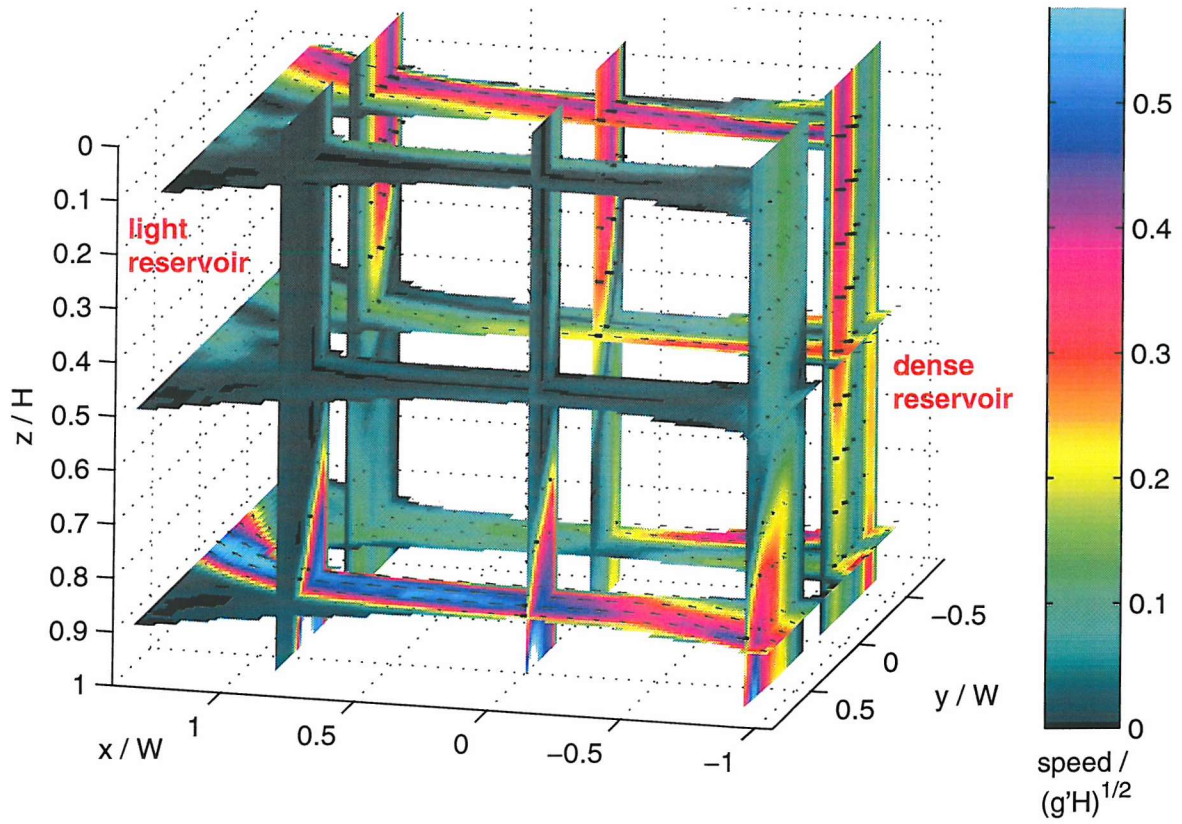 0
0.1
0.2
0.3
0.4
0.5
0.6
0.7
0.8
0.9
1
z / H
light
reservoir
dense
reservoir
1
0.5
0
−0.5
−1
x / W
0.5
0
−0.5
y / W
0.5
0.4
0.3
0.2
0.1
0
speed /
(g'H)^{1/2}